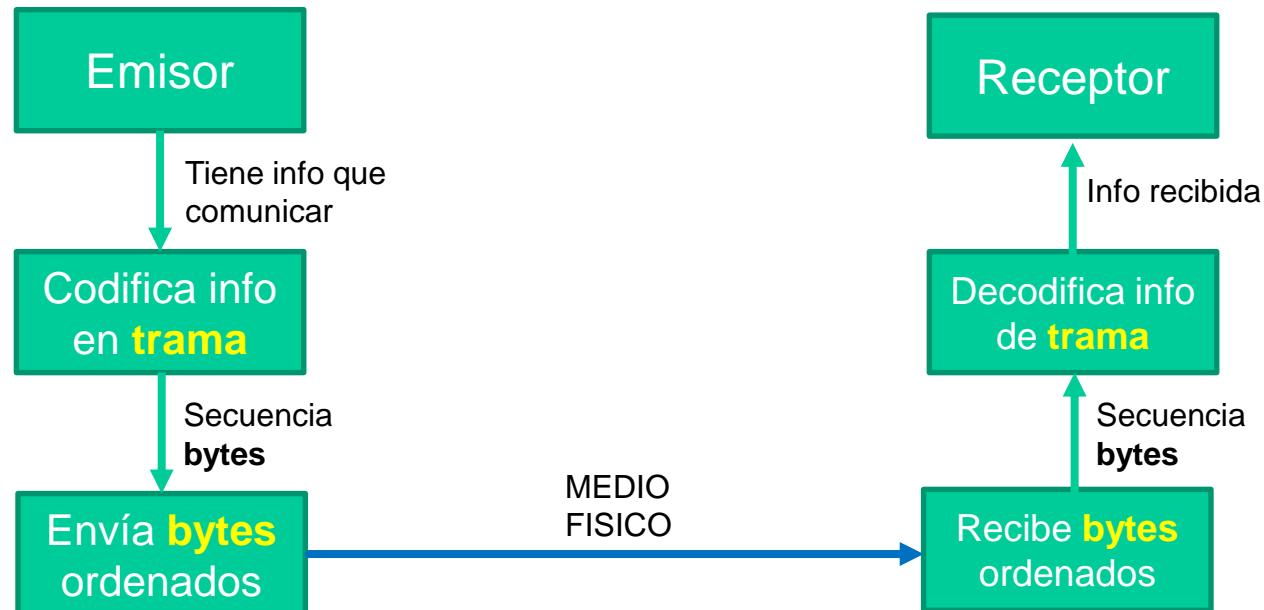 Emisor
Receptor
Tiene info que
comunicar
Info recibida
Codifica info
en trama
Decodifica info
de trama
Secuencia
bytes
Secuencia
bytes
MEDIO
FISICO
Envía bytes
ordenados
Recibe bytes
ordenados